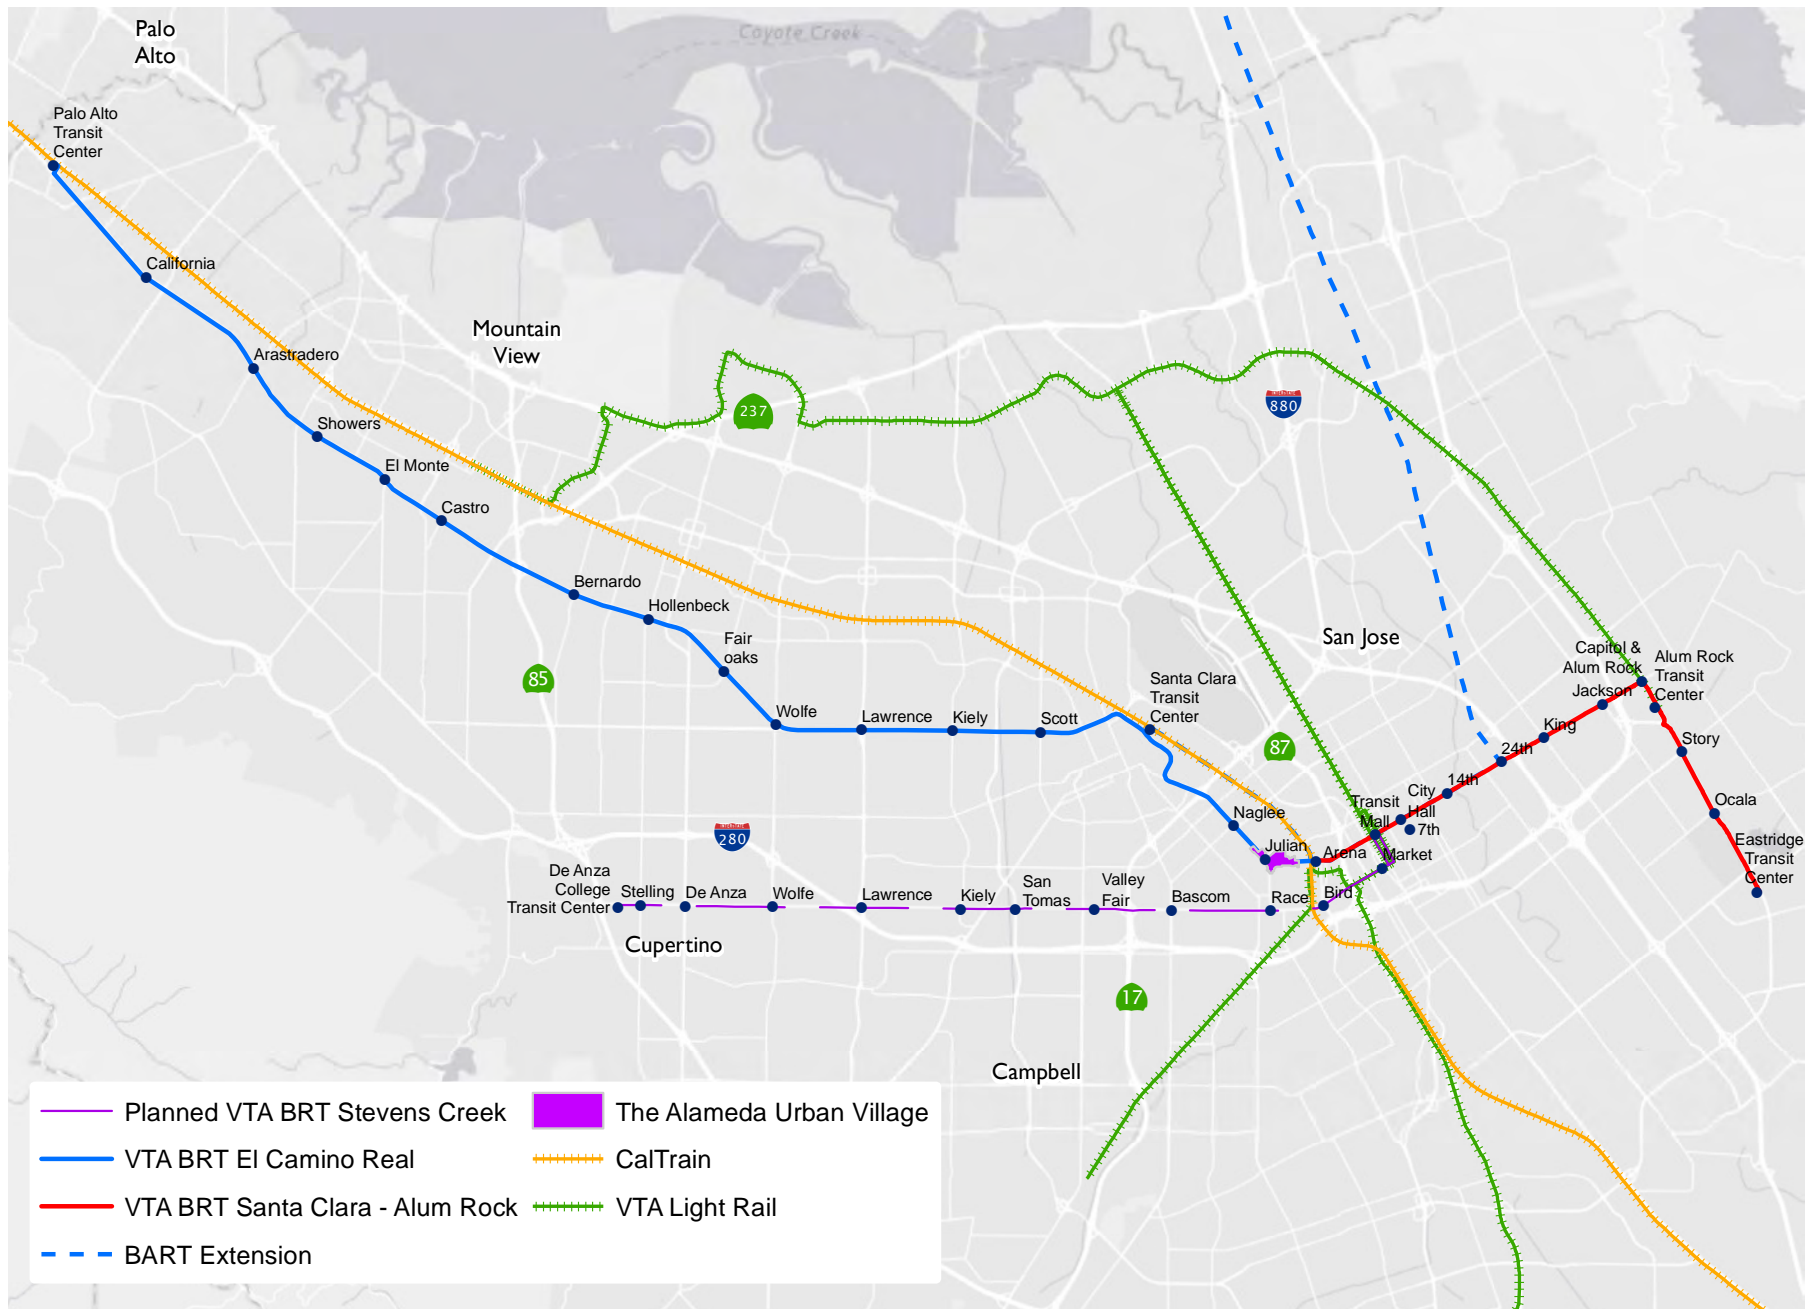 Palo
Alto
Coyote Creek
Palo Alto
Transit
Center
California
Mountain
View
Arastradero
237
880
Showers
El Monte
Castro
Bernardo
Hollenbeck
Fair
oaks
San Jose
Capitol &
Alum Rock
Alum Rock
Transit
Center
Jackson
85
Santa Clara
Transit
Center
Wolfe
Lawrence
Kiely
Scott
King
Story
87
24th
14th
City
Hall
7th
Transit
Mall
Ocala
Naglee
280
Julian
Arena
Market
Eastridge
Transit
Center
De Anza
College
Transit Center
Stelling
De Anza
Wolfe
Lawrence
Kiely
San
Tomas
Valley
Fair
Bascom
Race
Bird
Cupertino
17
Campbell
Planned VTA BRT Stevens Creek
The Alameda Urban Village
VTA BRT El Camino Real
CalTrain
VTA BRT Santa Clara - Alum Rock
VTA Light Rail
BART Extension